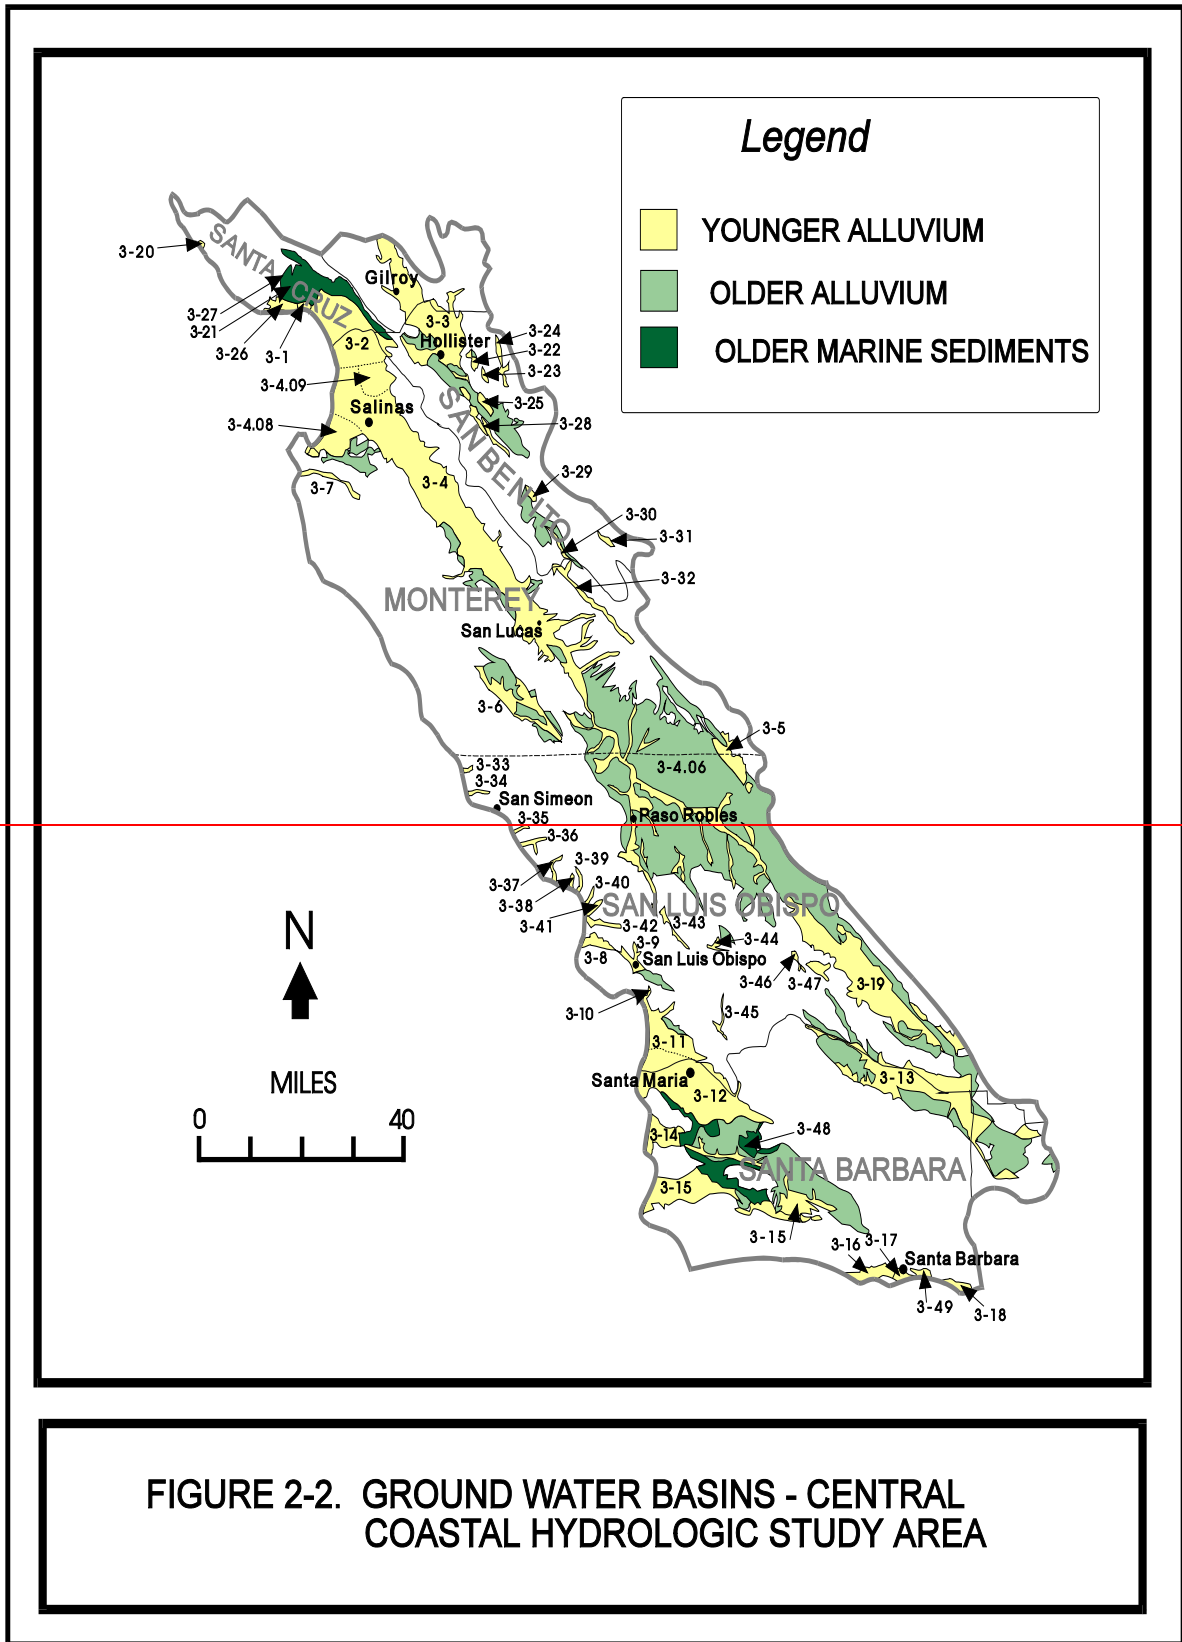 Legend
YOUNGER ALLUVIUM
OLDER ALLUVIUM
OLDER MARINE SEDIMENTS
SANTA CRUZ
3-20
Gilroy
3-27
3-21
3-26
3-1
3-3
3-2
Hollister
3-24
3-22
3-23
3-4.09
Salinas
3-25
3-4.08
3-28
SAN BENITO
3-7
3-4
3-29
3-30
3-31
3-32
MONTEREY
San Lucas
3-6
3-5
3-33
3-4.06
3-34
San Simeon
3-35
Paso Robles
3-36
3-39
3-37
3-40
3-38
SAN LUIS OBISPO
3-41
3-42
3-43
3-9
3-44
3-8
San Luis Obispo
3-46
3-47
3-19
3-10
3-45
3-11
N
MILES
0
40
Santa Maria
3-12
3-13
3-14
3-48
SANTA BARBARA
3-15
3-15
3-16
3-17
Santa Barbara
3-49
3-18
FIGURE 2-2. GROUND WATER BASINS - CENTRAL
COASTAL HYDROLOGIC STUDY AREA